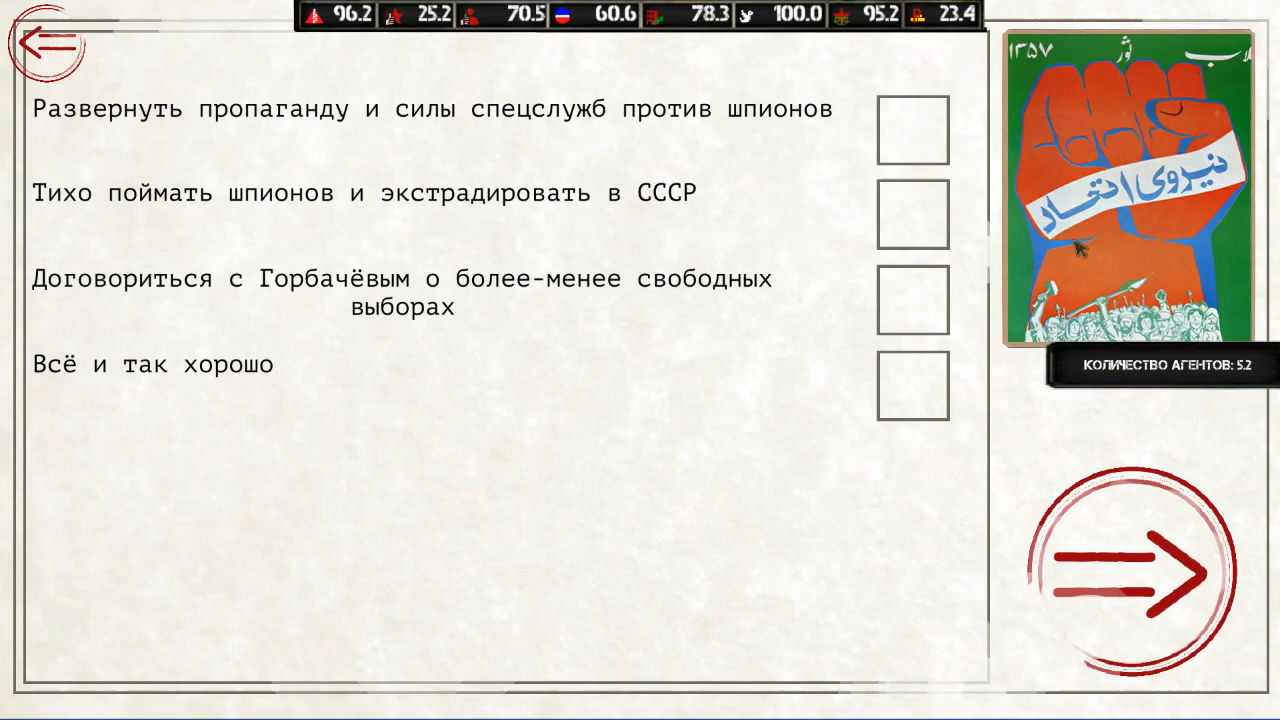 96.2 25.2 70.5 60.6 78.3 100.0 95.2 23.4
Развернуть пропаганду и силы спецслужб против шпионов
Тихо поймать шпионов и экстрадировать в СССР
Договориться с Горбачёвым о более-менее свободных
выборах
Всё и так хорошо
ثور ۱۳۵۷
نیروی اتحاد
КОЛИЧЕСТВО АГЕНТОВ: 5.2